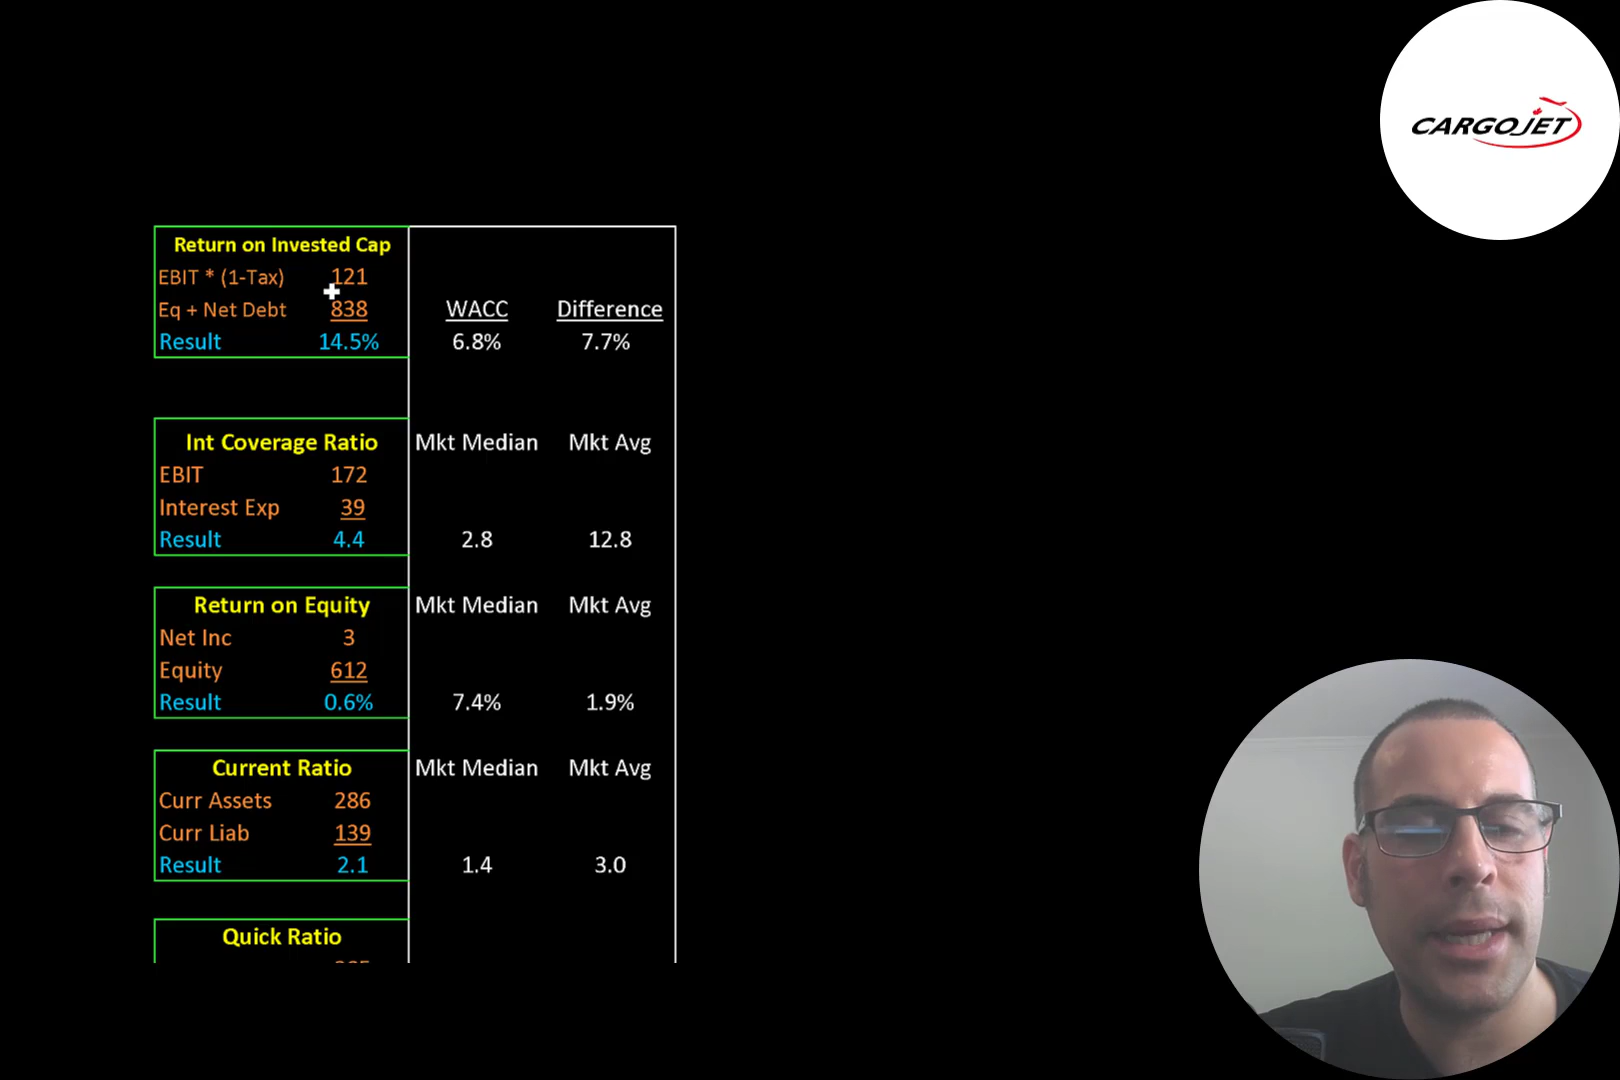 CARGOJET
Return on Invested Cap
EBIT * (1-Tax) 121
Eq + Net Debt 838 WACC Difference
Result 14.5% 6.8% 7.7%
Int Coverage Ratio Mkt Median Mkt Avg
EBIT 172
Interest Exp 39
Result 4.4 2.8 12.8
Return on Equity Mkt Median Mkt Avg
Net Inc 3
Equity 612
Result 0.6% 7.4% 1.9%
Current Ratio Mkt Median Mkt Avg
Curr Assets 286
Curr Liab 139
Result 2.1 1.4 3.0
Quick Ratio